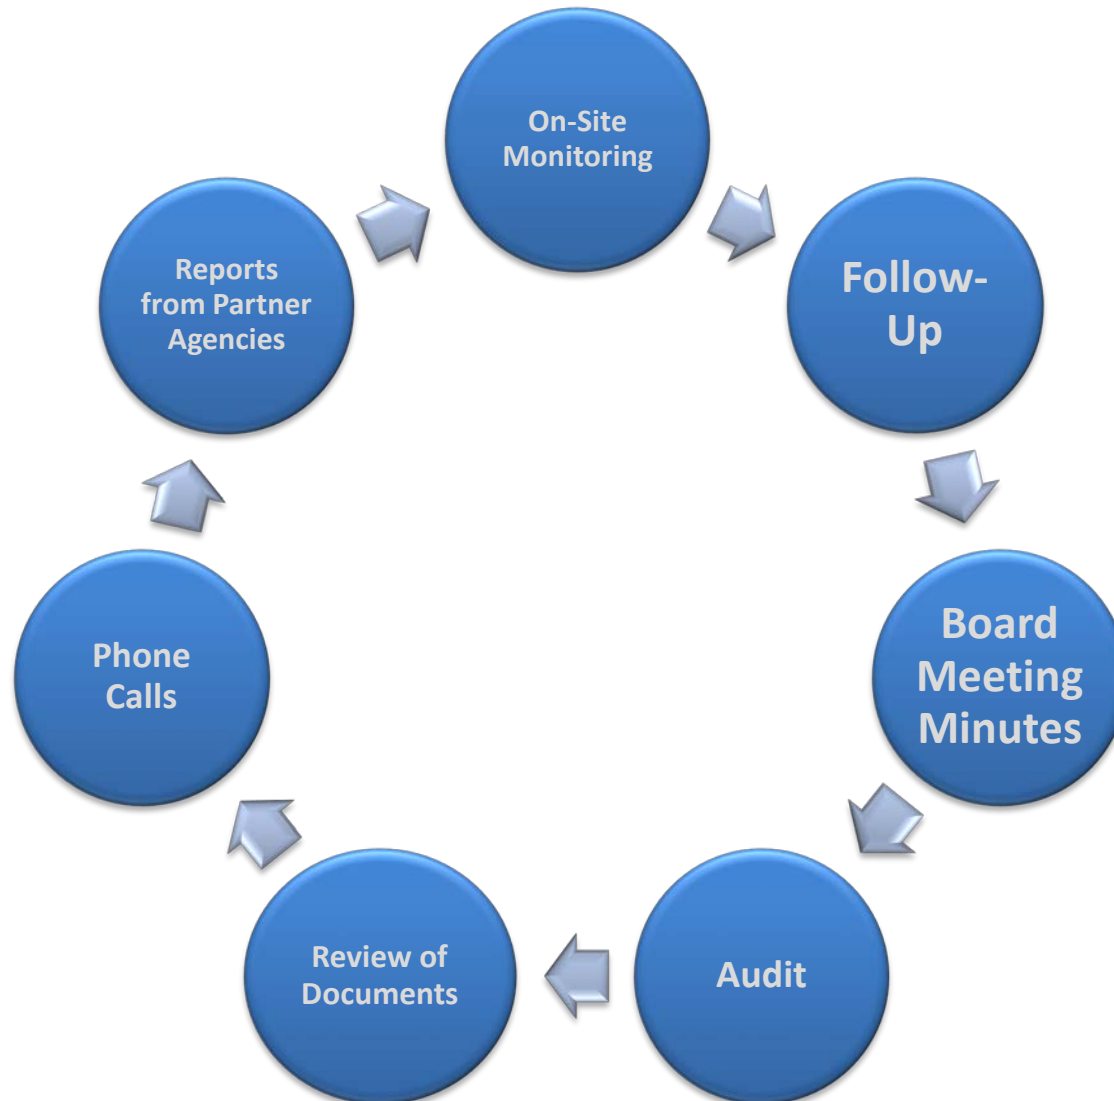 On-Site
Monitoring
Follow-
Up
Board
Meeting
Minutes
Audit
Review of
Documents
Phone
Calls
Reports
from Partner
Agencies